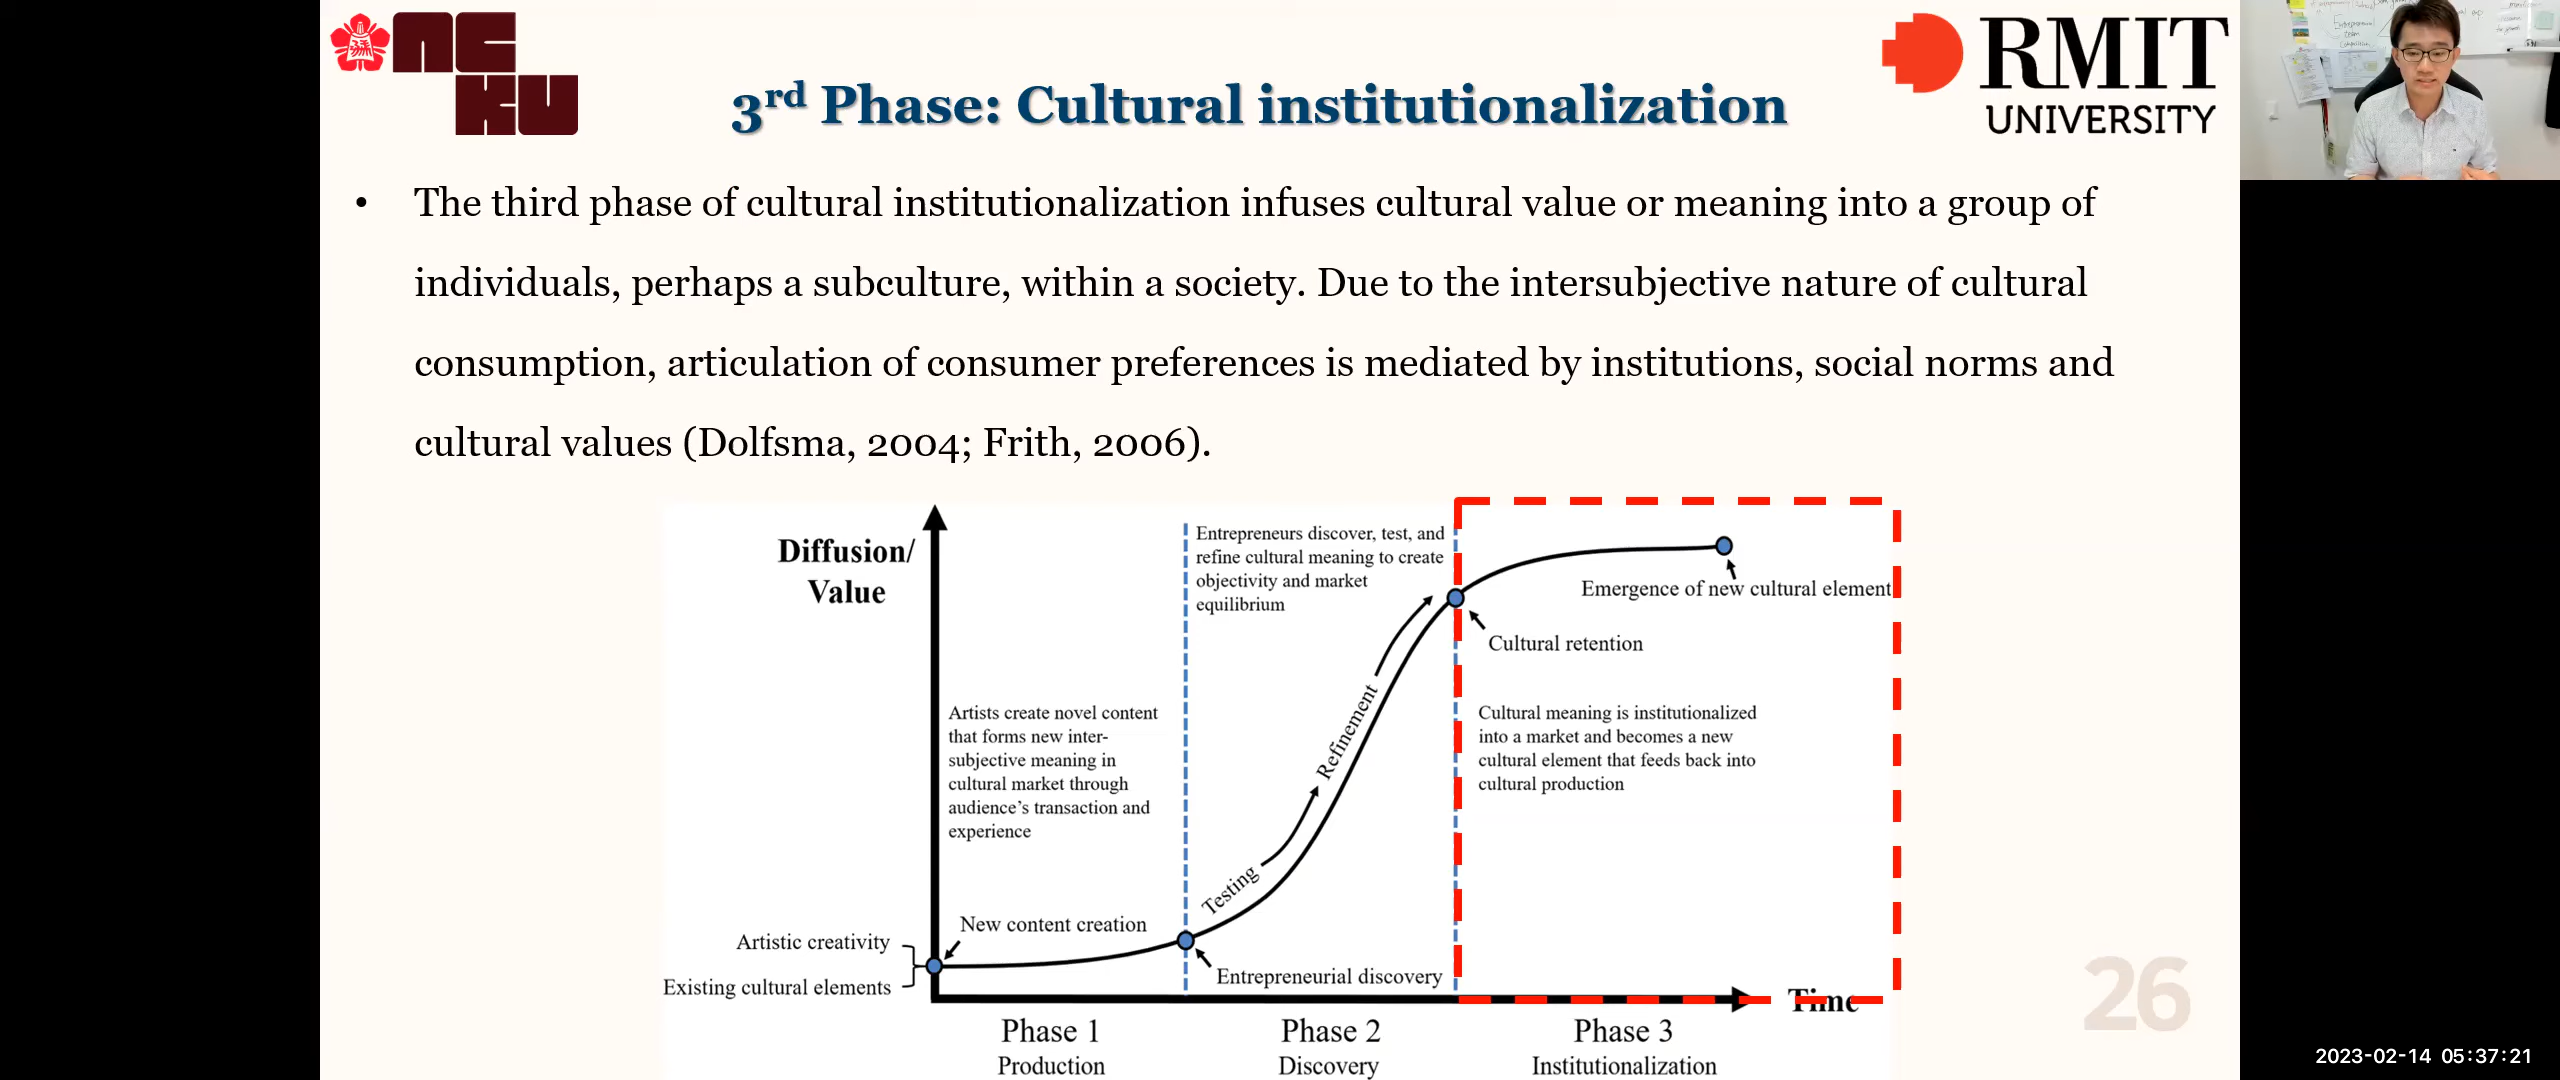 NCKU
RMIT
UNIVERSITY
3rd Phase: Cultural institutionalization
• The third phase of cultural institutionalization infuses cultural value or meaning into a group of
individuals, perhaps a subculture, within a society. Due to the intersubjective nature of cultural
consumption, articulation of consumer preferences is mediated by institutions, social norms and
cultural values (Dolfsma, 2004; Frith, 2006).
Diffusion/
Value
Artists create novel content
that forms new inter-
subjective meaning in
cultural market through
audience's transaction and
experience
New content creation
Artistic creativity
Existing cultural elements
Entrepreneurs discover, test, and
refine cultural meaning to create
objectivity and market
equilibrium
Testing
Refinement
Entrepreneurial discovery
Emergence of new cultural element
Cultural retention
Cultural meaning is institutionalized
into a market and becomes a new
cultural element that feeds back into
cultural production
Time
Phase 1
Production
Phase 2
Discovery
Phase 3
Institutionalization
26
2023-02-14 05:37:21